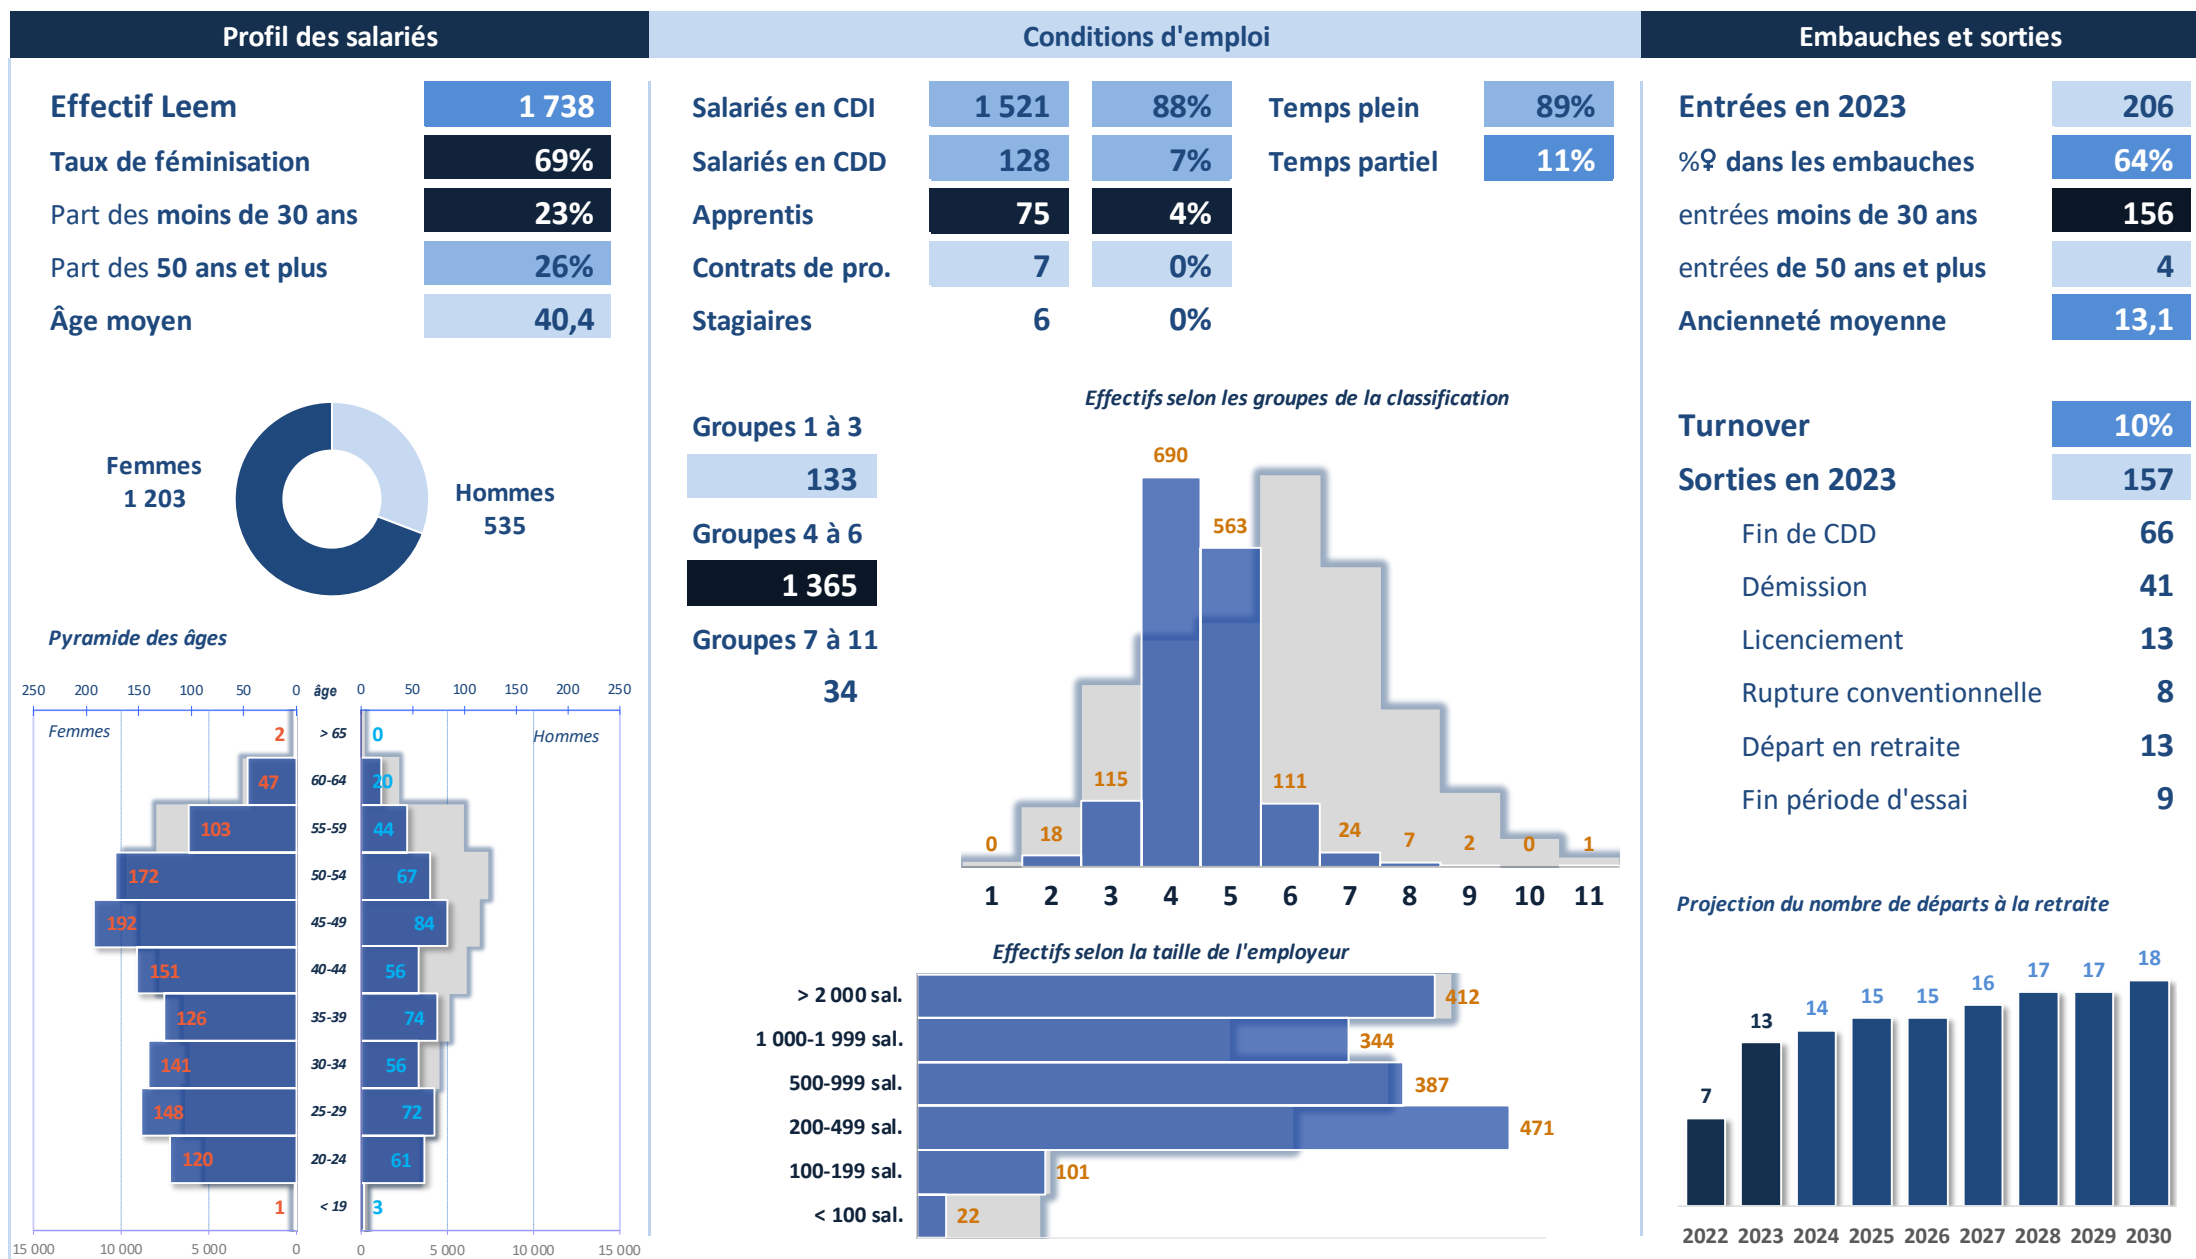 Profil des salariés
Effectif Leem 1 738
Taux de féminisation 69%
Part des moins de 30 ans 23%
Part des 50 ans et plus 26%
Âge moyen 40,4
Femmes
1 203
Hommes
535
Pyramide des âges
250 200 150 100 50 0 âge 0 50 100 150 200 250
Femmes Hommes
2 > 65 0
47 60-64 20
103 55-59 44
172 50-54 67
192 45-49 84
151 40-44 56
126 35-39 74
141 30-34 56
148 25-29 72
120 20-24 61
1 < 19 3
15 000 10 000 5 000 0 0 5 000 10 000 15 000
Conditions d'emploi
Salariés en CDI 1 521 88% Temps plein 89%
Salariés en CDD 128 7% Temps partiel 11%
Apprentis 75 4%
Contrats de pro. 7 0%
Stagiaires 6 0%
Groupes 1 à 3
133
Groupes 4 à 6
1 365
Groupes 7 à 11
34
Effectifs selon les groupes de la classification
0 18 115 690 563 111 24 7 2 0 1
1 2 3 4 5 6 7 8 9 10 11
Effectifs selon la taille de l'employeur
> 2 000 sal. 412
1 000-1 999 sal. 344
500-999 sal. 387
200-499 sal. 471
100-199 sal. 101
< 100 sal. 22
Embauches et sorties
Entrées en 2023 206
%♀ dans les embauches 64%
entrées moins de 30 ans 156
entrées de 50 ans et plus 4
Ancienneté moyenne 13,1
Turnover 10%
Sorties en 2023 157
Fin de CDD 66
Démission 41
Licenciement 13
Rupture conventionnelle 8
Départ en retraite 13
Fin période d'essai 9
Projection du nombre de départs à la retraite
7 13 14 15 15 16 17 17 18
2022 2023 2024 2025 2026 2027 2028 2029 2030